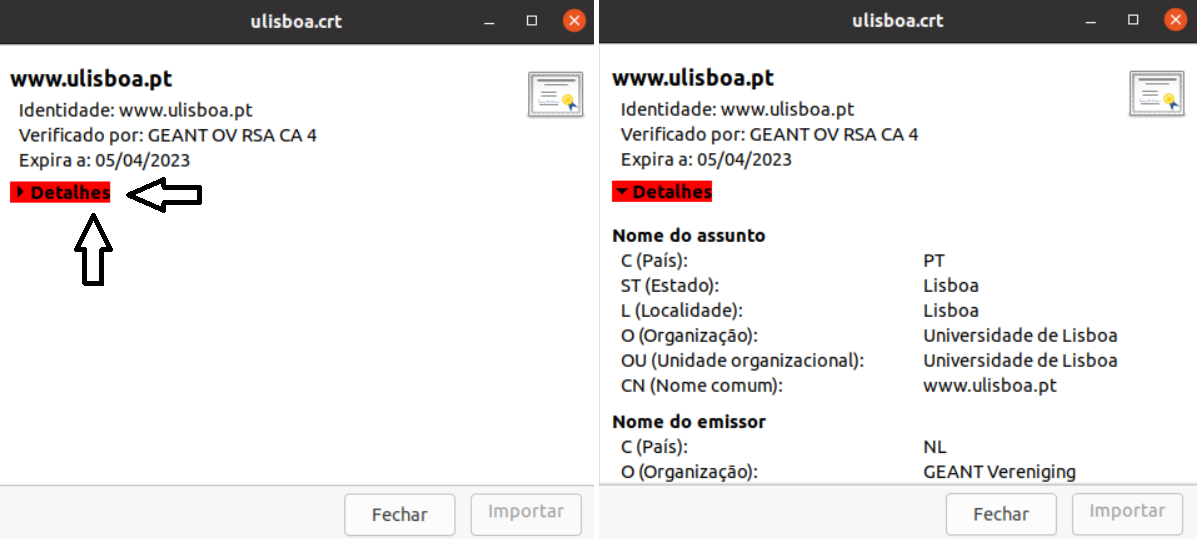 ulisboa.crt
www.ulisboa.pt
Identidade: www.ulisboa.pt
Verificado por: GEANT OV RSA CA 4
Expira a: 05/04/2023
Detalhes
Fechar
Importar
ulisboa.crt
www.ulisboa.pt
Identidade: www.ulisboa.pt
Verificado por: GEANT OV RSA CA 4
Expira a: 05/04/2023
Detalhes
Nome do assunto
C (País): PT
ST (Estado): Lisboa
L (Localidade): Lisboa
O (Organização): Universidade de Lisboa
OU (Unidade organizacional): Universidade de Lisboa
CN (Nome comum): www.ulisboa.pt
Nome do emissor
C (País): NL
O (Organização): GEANT Vereniging
Fechar
Importar